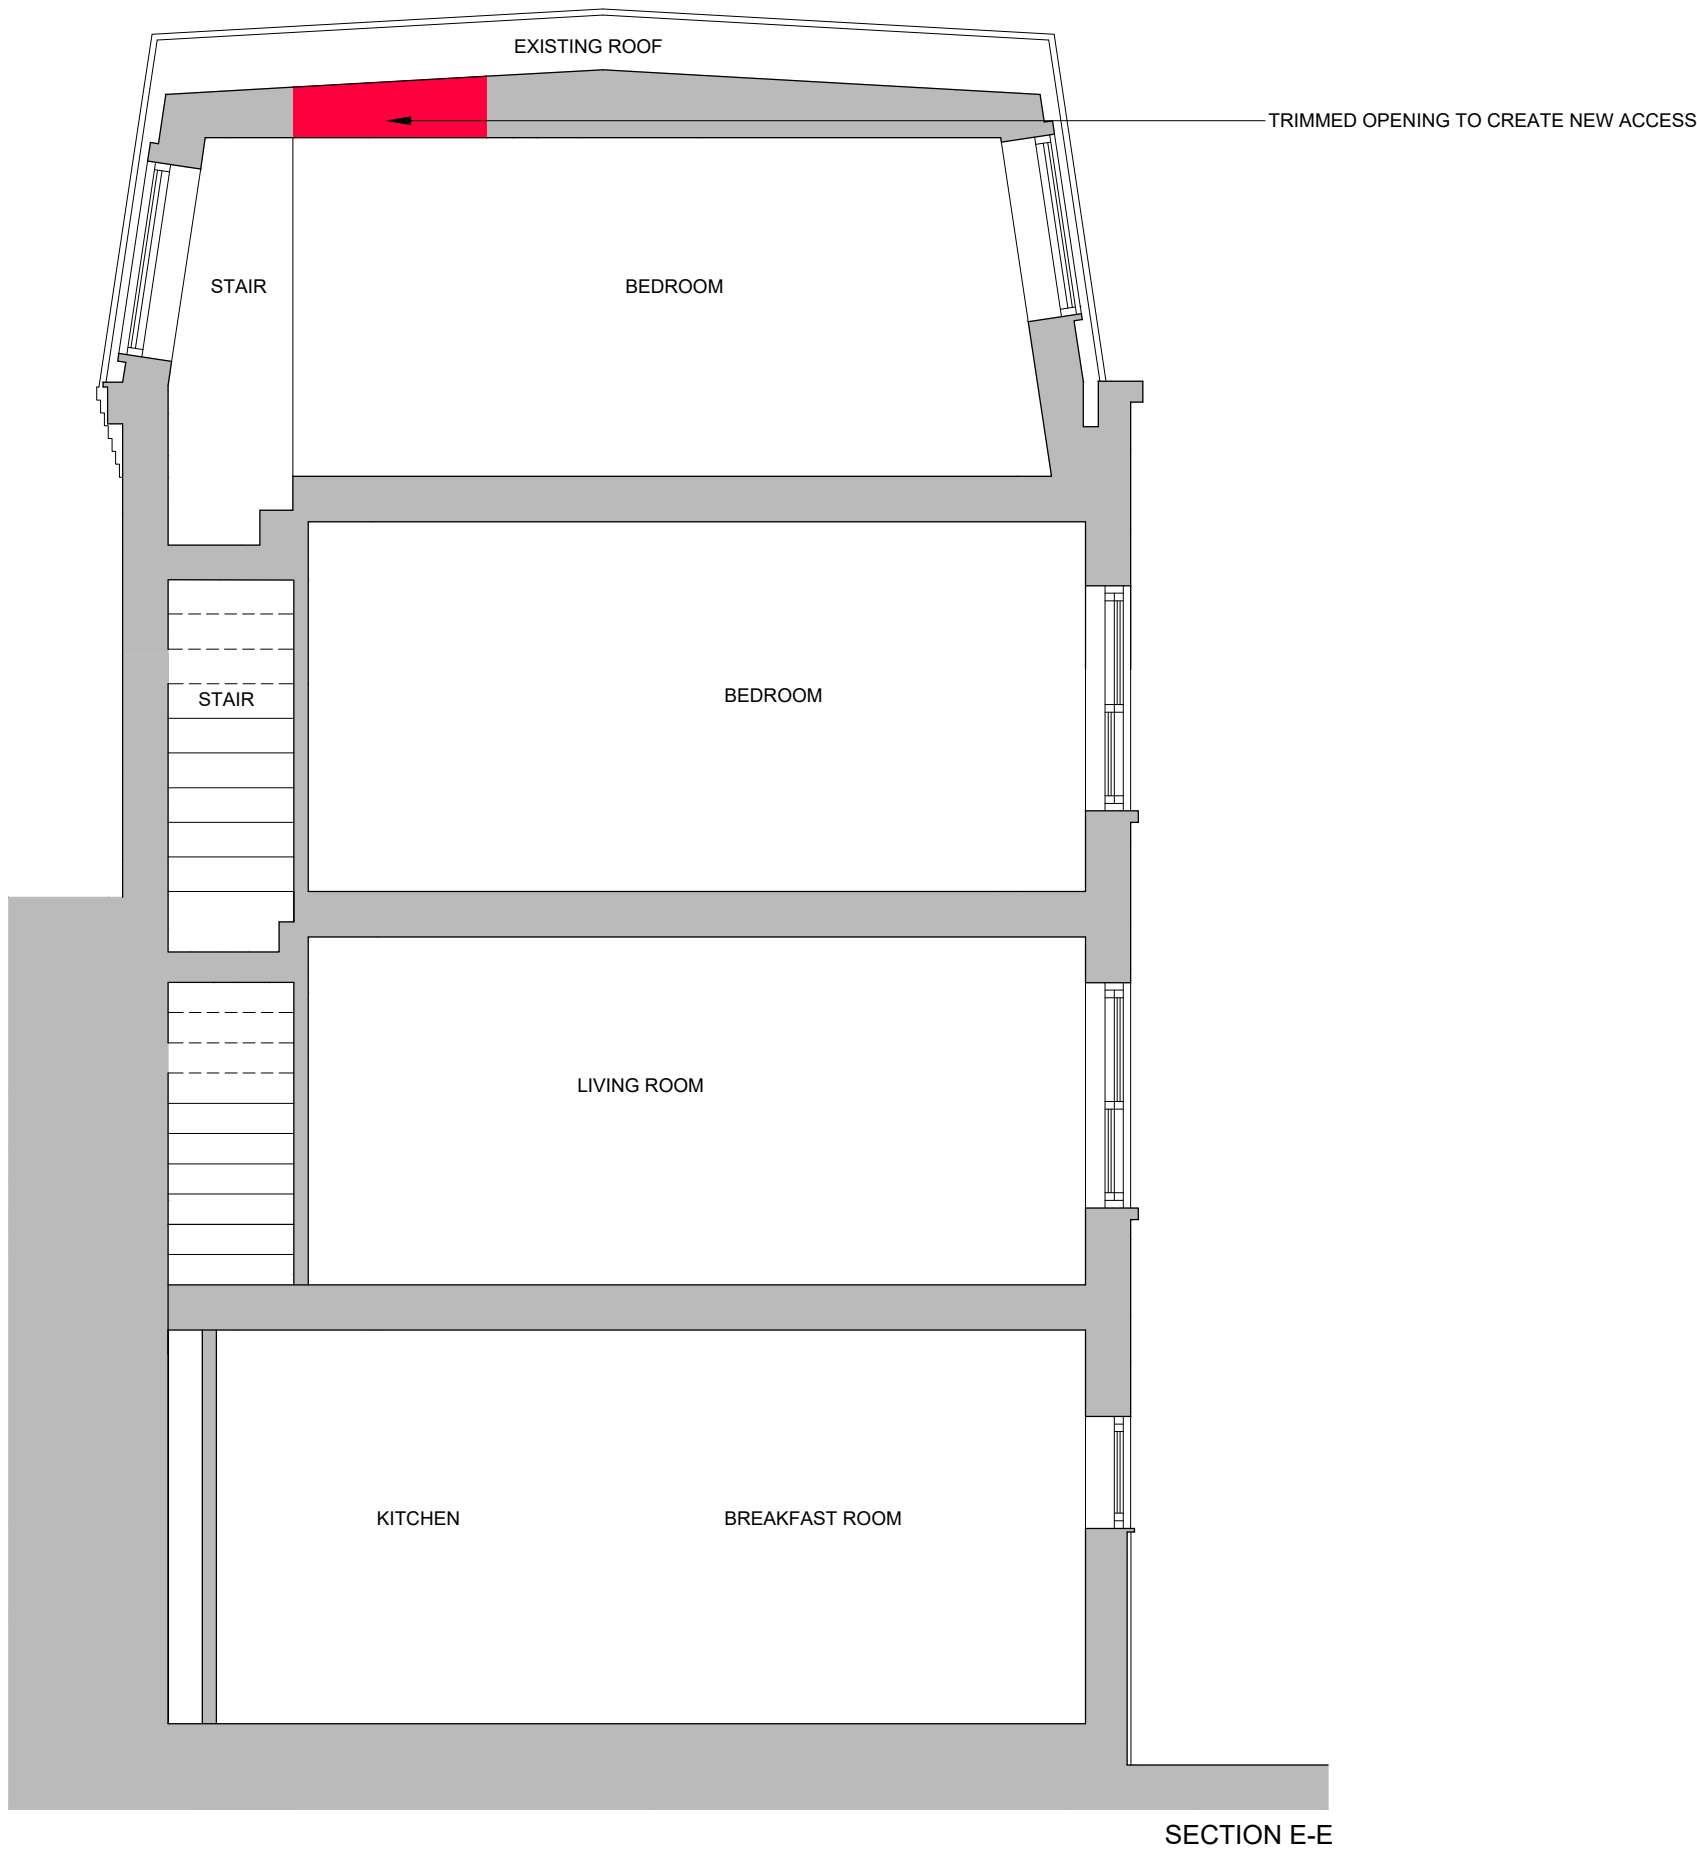 EXISTING ROOF
TRIMMED OPENING TO CREATE NEW ACCESS
STAIR
BEDROOM
STAIR
BEDROOM
LIVING ROOM
KITCHEN
BREAKFAST ROOM
SECTION E-E